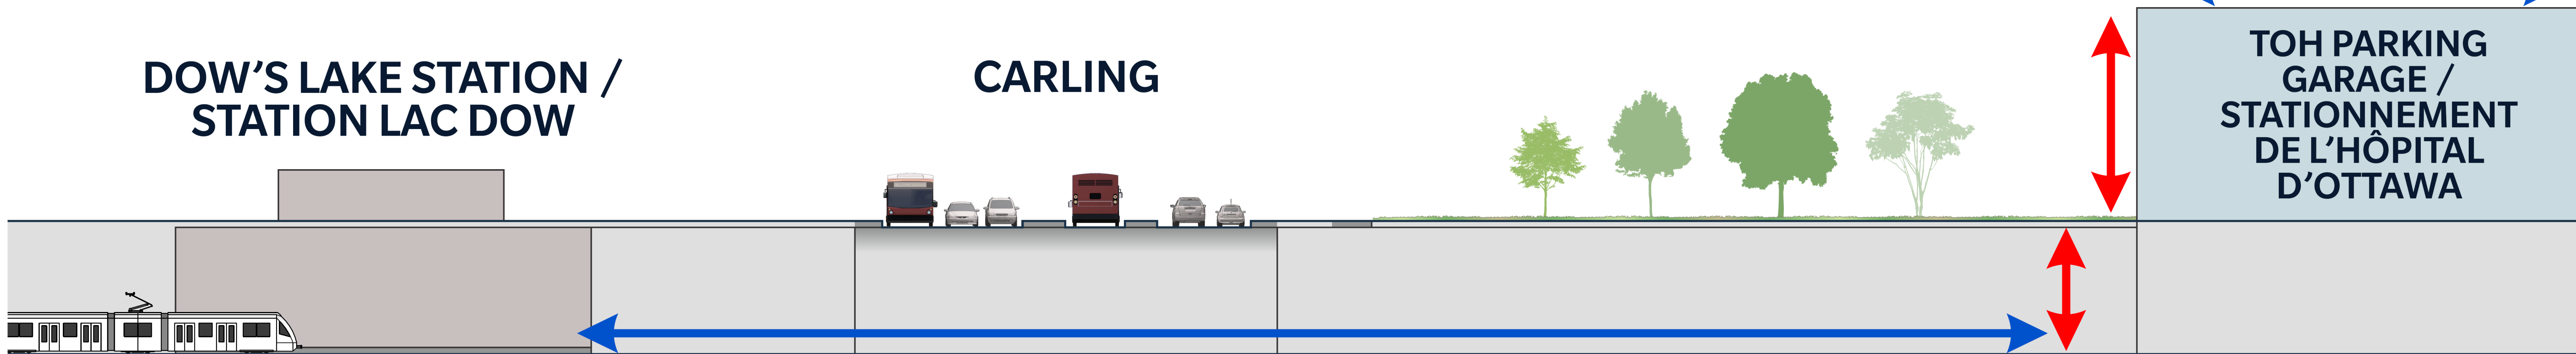 DOW'S LAKE STATION /
STATION LAC DOW
CARLING
TOH PARKING
GARAGE /
STATIONNEMENT
DE L'HÔPITAL
D'OTTAWA